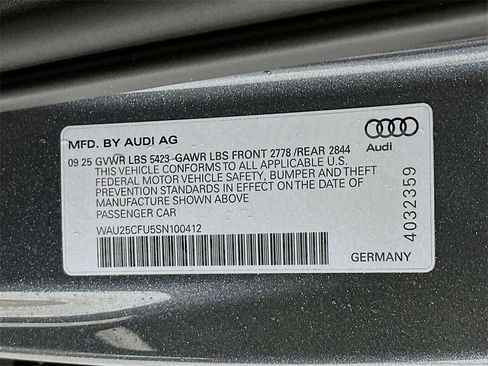 MFD. BY AUDI AG
09 25 GVWR LBS 5423 GAWR LBS FRONT 2778 /REAR 2844
THIS VEHICLE CONFORMS TO ALL APPLICABLE U.S.
FEDERAL MOTOR VEHICLE SAFETY, BUMPER AND THEFT
PREVENTION STANDARDS IN EFFECT ON THE DATE OF
MANUFACTURE SHOWN ABOVE
PASSENGER CAR
WAU25CFU6SN100412
Audi
4032359
GERMANY